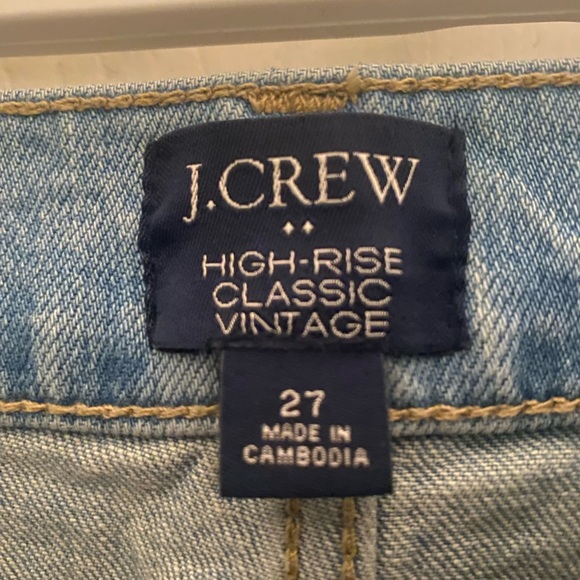 J.CREW
HIGH-RISE
CLASSIC
VINTAGE
27
MADE IN
CAMBODIA